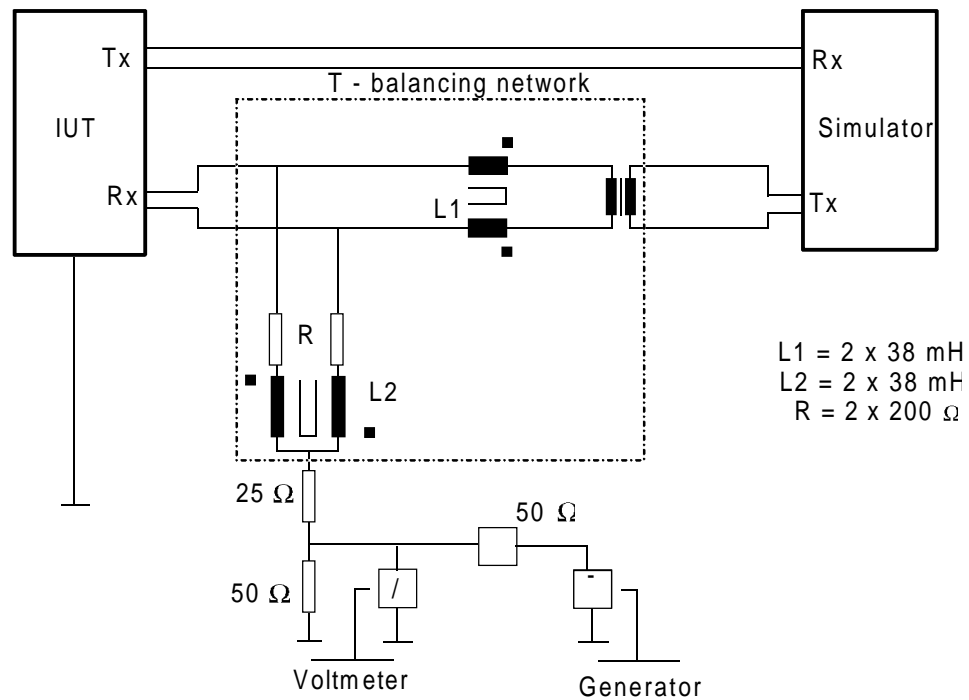 Tx
Rx
T - balancing network
IUT
Simulator
Rx
L1
Tx
R
L2
L1 = 2 x 38 mH
L2 = 2 x 38 mH
R = 2 x 200 Ω
25 Ω
50 Ω
50 Ω
/
-
Voltmeter
Generator